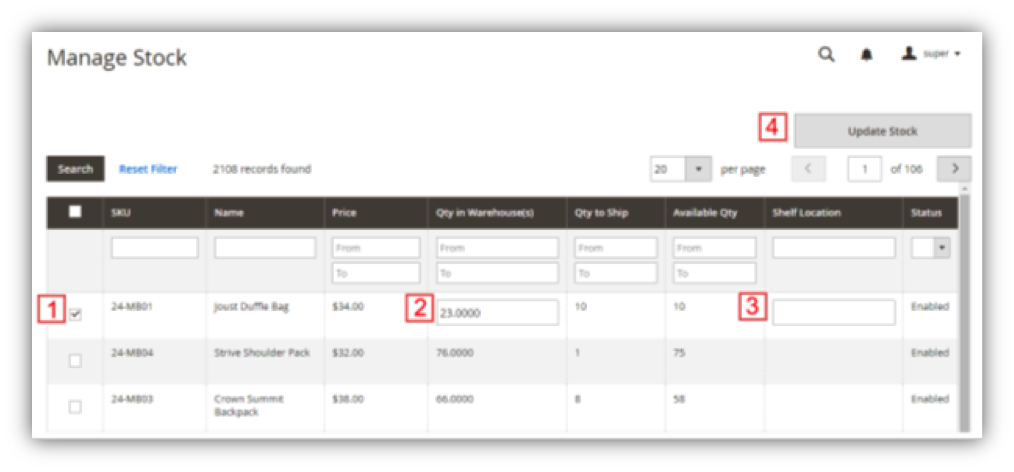 Manage Stock
super
4
Update Stock
Search
Reset Filter
2108 records found
20
per page
1
of 106
SKU
Name
Price
Qty in Warehouse(s)
Qty to Ship
Available Qty
Shelf Location
Status
From
From
From
From
To
To
To
To
1
24-MB01
Joust Duffle Bag
$34.00
2
23.0000
10
10
3
Enabled
24-MB04
Strive Shoulder Pack
$32.00
76.0000
1
75
Enabled
24-MB03
Crown Summit
Backpack
$38.00
66.0000
8
58
Enabled